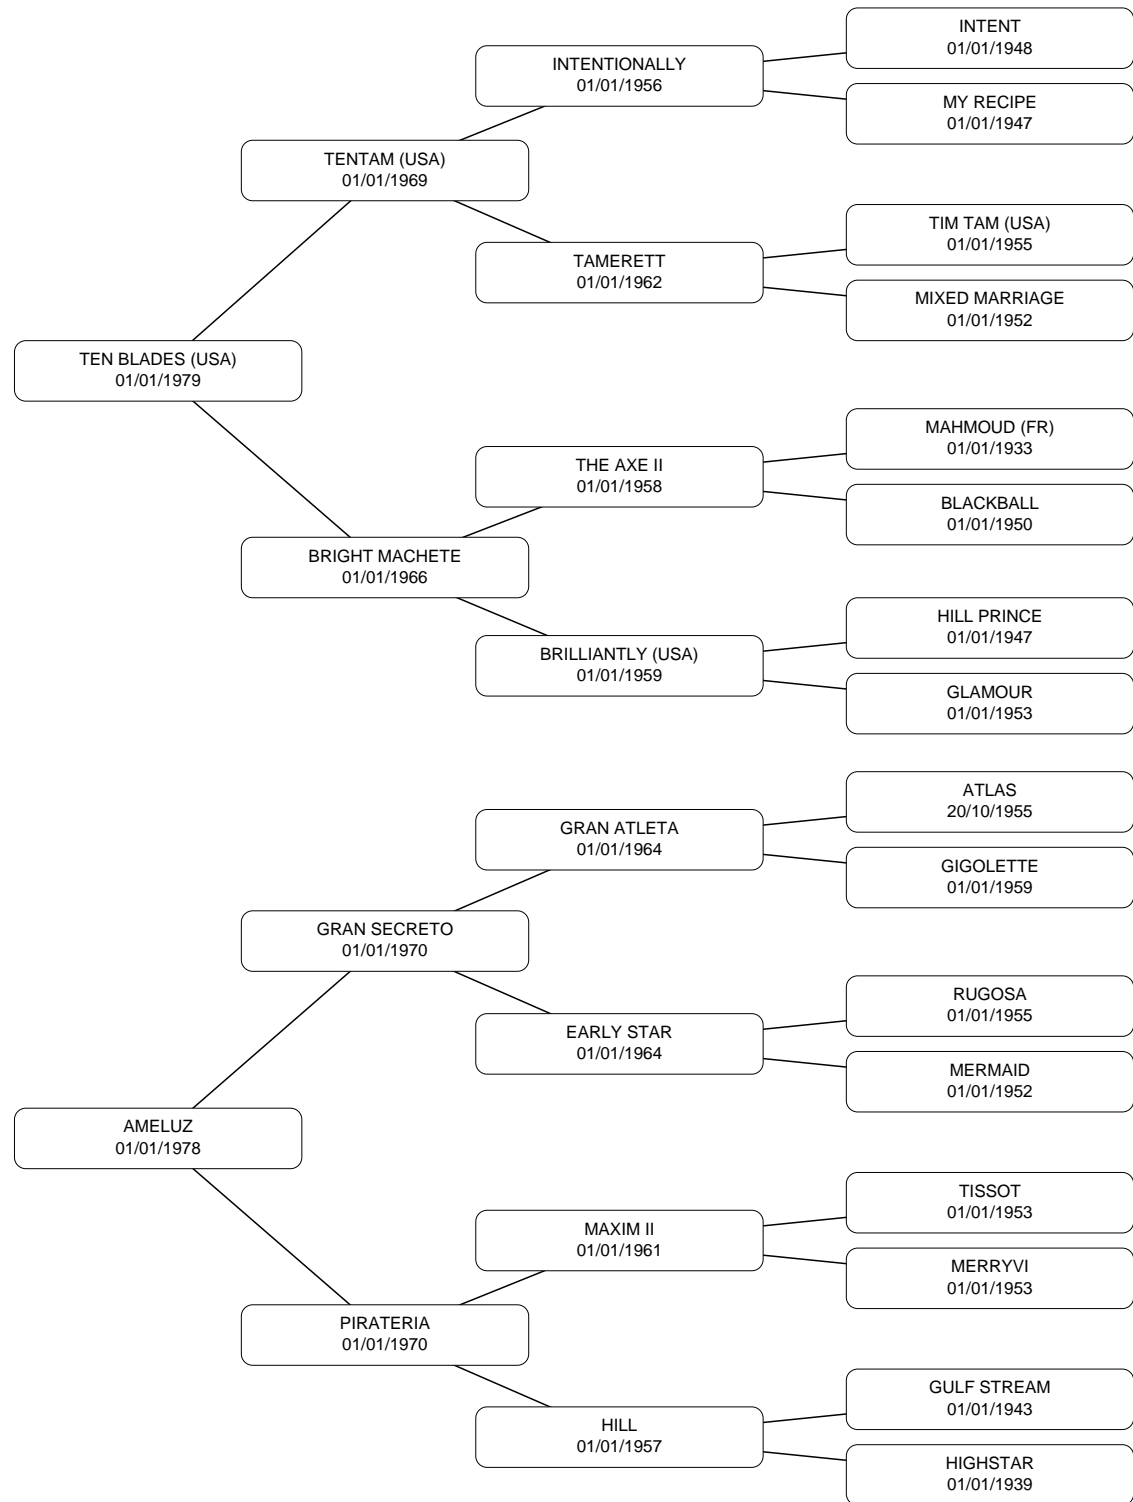 INTENT
01/01/1948
INTENTIONALLY
01/01/1956
MY RECIPE
01/01/1947
TENTAM (USA)
01/01/1969
TIM TAM (USA)
01/01/1955
TAMERETT
01/01/1962
MIXED MARRIAGE
01/01/1952
TEN BLADES (USA)
01/01/1979
MAHMOUD (FR)
01/01/1933
THE AXE II
01/01/1958
BLACKBALL
01/01/1950
BRIGHT MACHETE
01/01/1966
HILL PRINCE
01/01/1947
BRILLIANTLY (USA)
01/01/1959
GLAMOUR
01/01/1953
ATLAS
20/10/1955
GRAN ATLETA
01/01/1964
GIGOLETTE
01/01/1959
GRAN SECRETO
01/01/1970
RUGOSA
01/01/1955
EARLY STAR
01/01/1964
MERMAID
01/01/1952
AMELUZ
01/01/1978
TISSOT
01/01/1953
MAXIM II
01/01/1961
MERRYVI
01/01/1953
PIRATERIA
01/01/1970
GULF STREAM
01/01/1943
HILL
01/01/1957
HIGHSTAR
01/01/1939